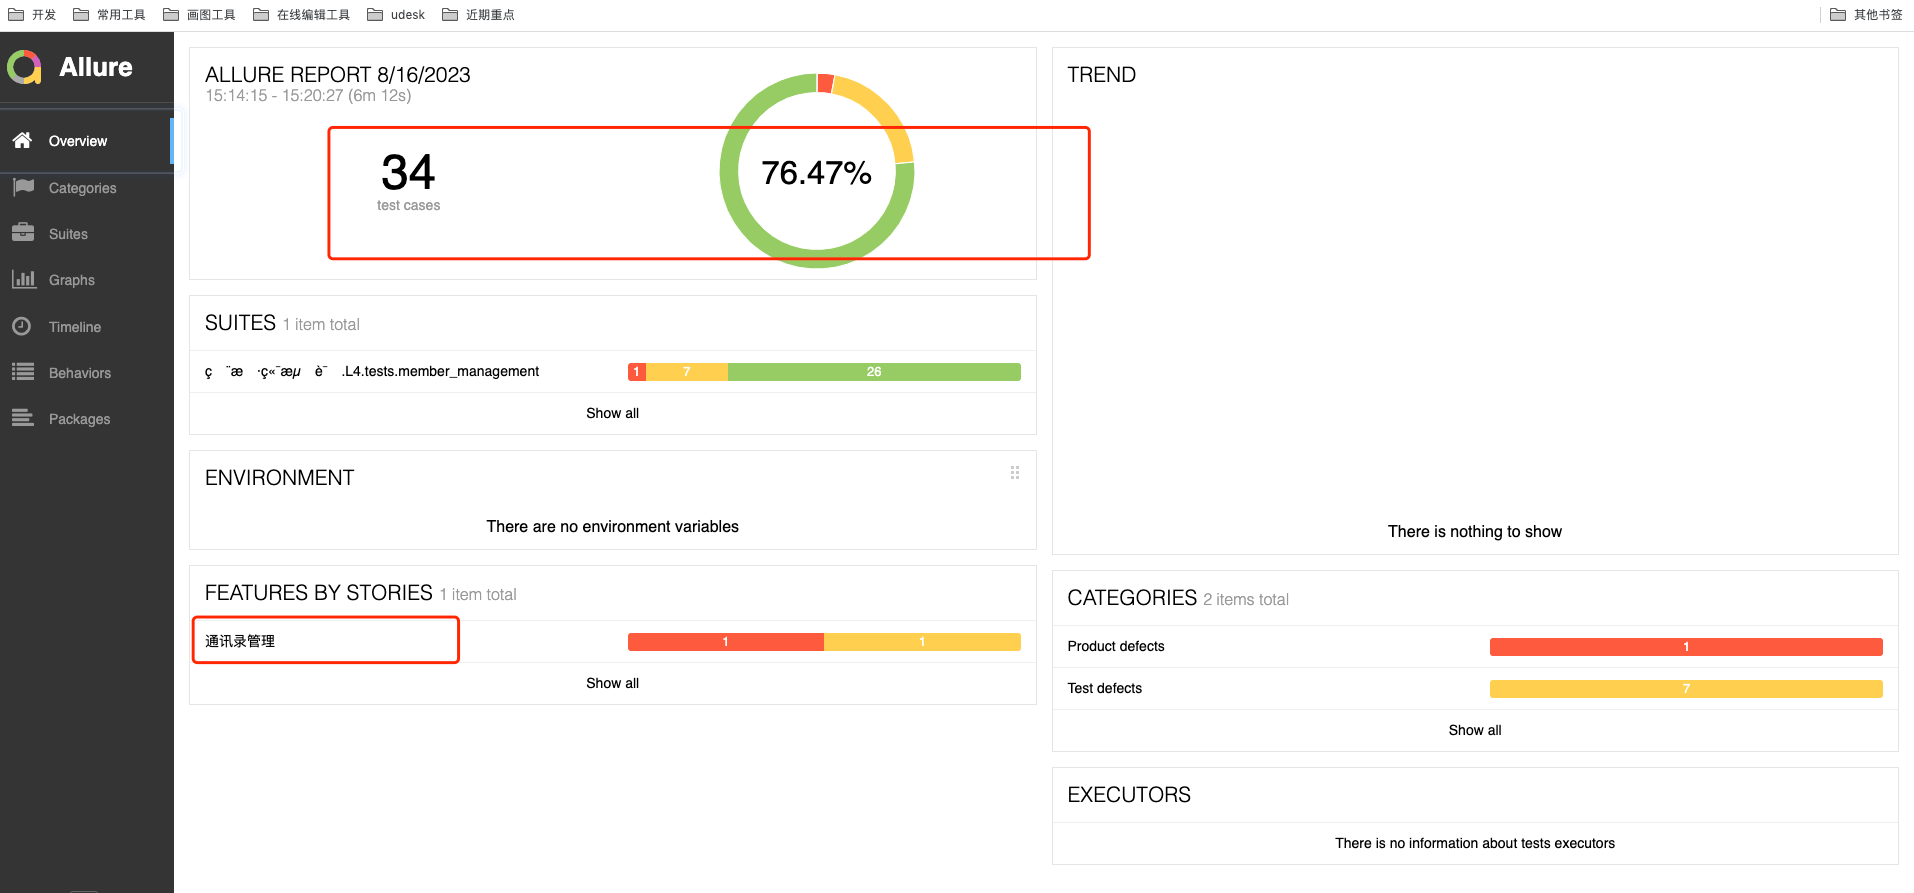 开发 常用工具 画图工具 在线编辑工具 udesk 近期重点 其他书签
Allure
Overview
Categories
Suites
Graphs
Timeline
Behaviors
Packages
ALLURE REPORT 8/16/2023
15:14:15 - 15:20:27 (6m 12s)
34
test cases
76.47%
SUITES 1 item total
ç ¨æ ·ç«¯æµ è¯ .L4.tests.member_management 1 7 26
Show all
ENVIRONMENT
There are no environment variables
FEATURES BY STORIES 1 item total
通讯录管理 1 1
Show all
TREND
There is nothing to show
CATEGORIES 2 items total
Product defects 1
Test defects 7
Show all
EXECUTORS
There is no information about tests executors